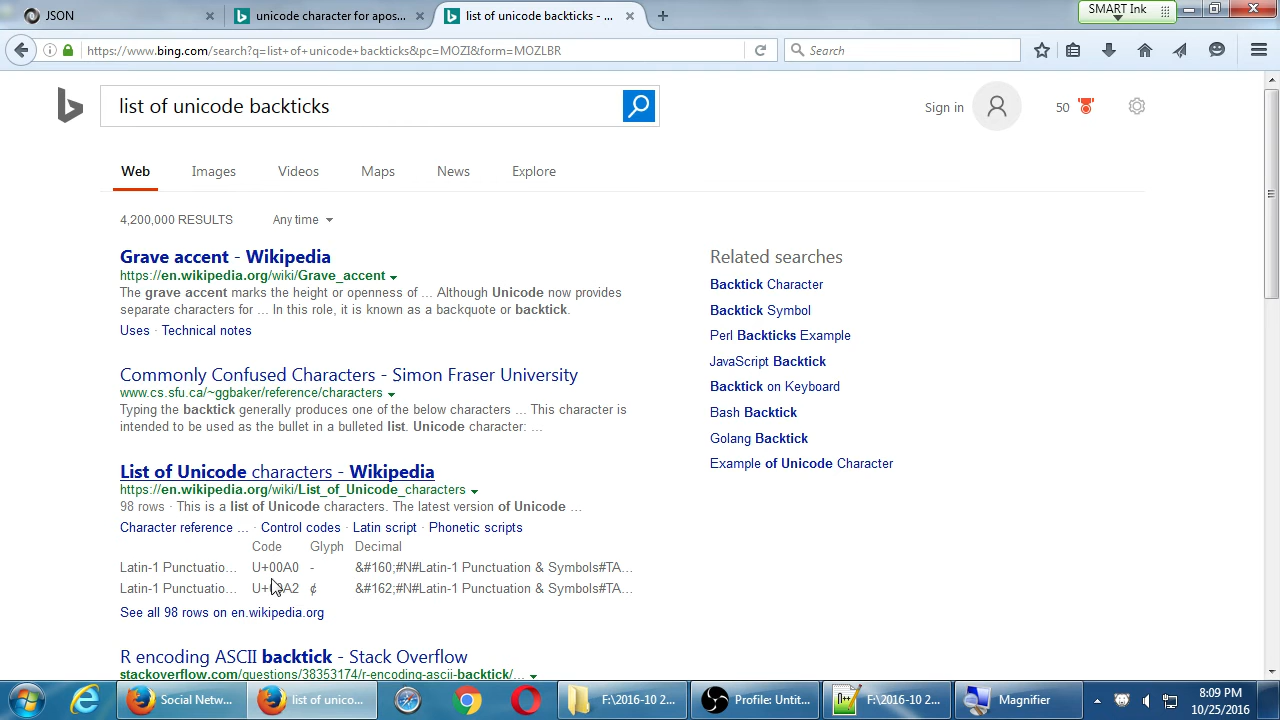 JSON
unicode character for apos...
list of unicode backticks - ...
SMART Ink
https://www.bing.com/search?q=list+of+unicode+backticks&pc=MOZI&form=MOZLBR
Search
list of unicode backticks
Sign in
50
Web Images Videos Maps News Explore
4,200,000 RESULTS Any time
Grave accent - Wikipedia
https://en.wikipedia.org/wiki/Grave_accent
The grave accent marks the height or openness of ... Although Unicode now provides
separate characters for ... In this role, it is known as a backquote or backtick.
Uses · Technical notes
Commonly Confused Characters - Simon Fraser University
www.cs.sfu.ca/~ggbaker/reference/characters
Typing the backtick generally produces one of the below characters ... This character is
intended to be used as the bullet in a bulleted list. Unicode character: ...
List of Unicode characters - Wikipedia
https://en.wikipedia.org/wiki/List_of_Unicode_characters
98 rows · This is a list of Unicode characters. The latest version of Unicode ...
Character reference ... · Control codes · Latin script · Phonetic scripts
Code Glyph Decimal
Latin-1 Punctuatio... U+00A0 - &#160;#N#Latin-1 Punctuation & Symbols#TA...
Latin-1 Punctuatio... U+00A2 ¢ &#162;#N#Latin-1 Punctuation & Symbols#TA...
See all 98 rows on en.wikipedia.org
R encoding ASCII backtick - Stack Overflow
stackoverflow.com/questions/38353174/r-encoding-ascii-backtick/...
Related searches
Backtick Character
Backtick Symbol
Perl Backticks Example
JavaScript Backtick
Backtick on Keyboard
Bash Backtick
Golang Backtick
Example of Unicode Character
Social Netw...
list of unico...
F:\2016-10 2...
Profile: Untit...
F:\2016-10 2...
Magnifier
8:09 PM
10/25/2016